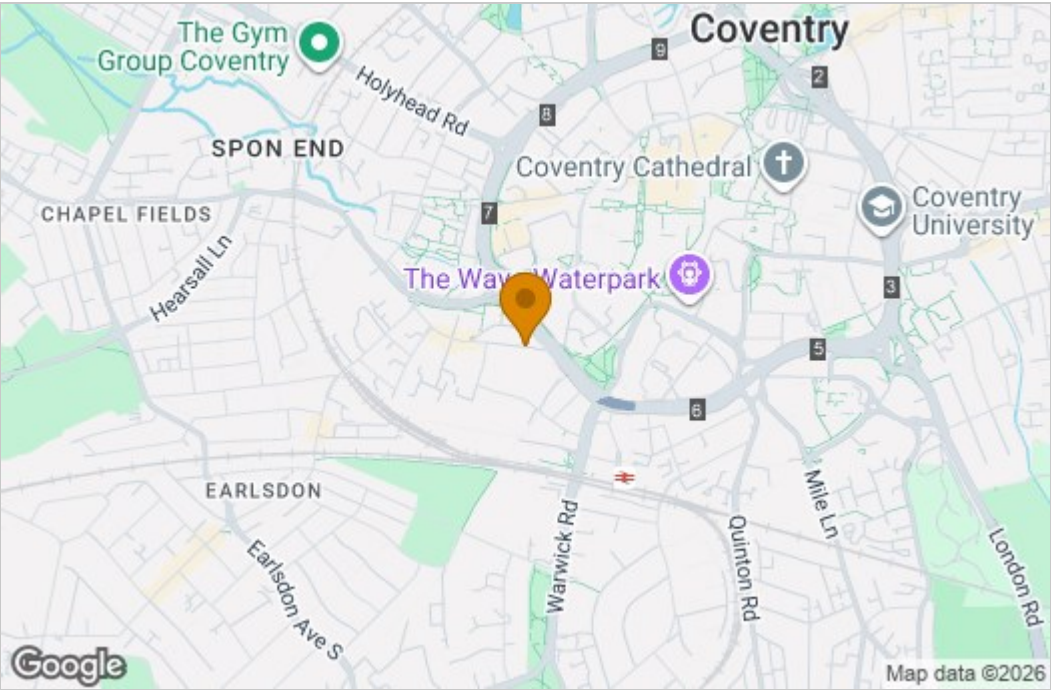 Coventry
The Gym
Group Coventry
9
2
Holyhead Rd
8
SPON END
Coventry Cathedral
Coventry
University
CHAPEL FIELDS
7
Hearsall Ln
The Wave Waterpark
3
5
6
EARLSDON
Mile Ln
Warwick Rd
Quinton Rd
London Rd
Earlsdon Ave S
Google
Map data ©2026